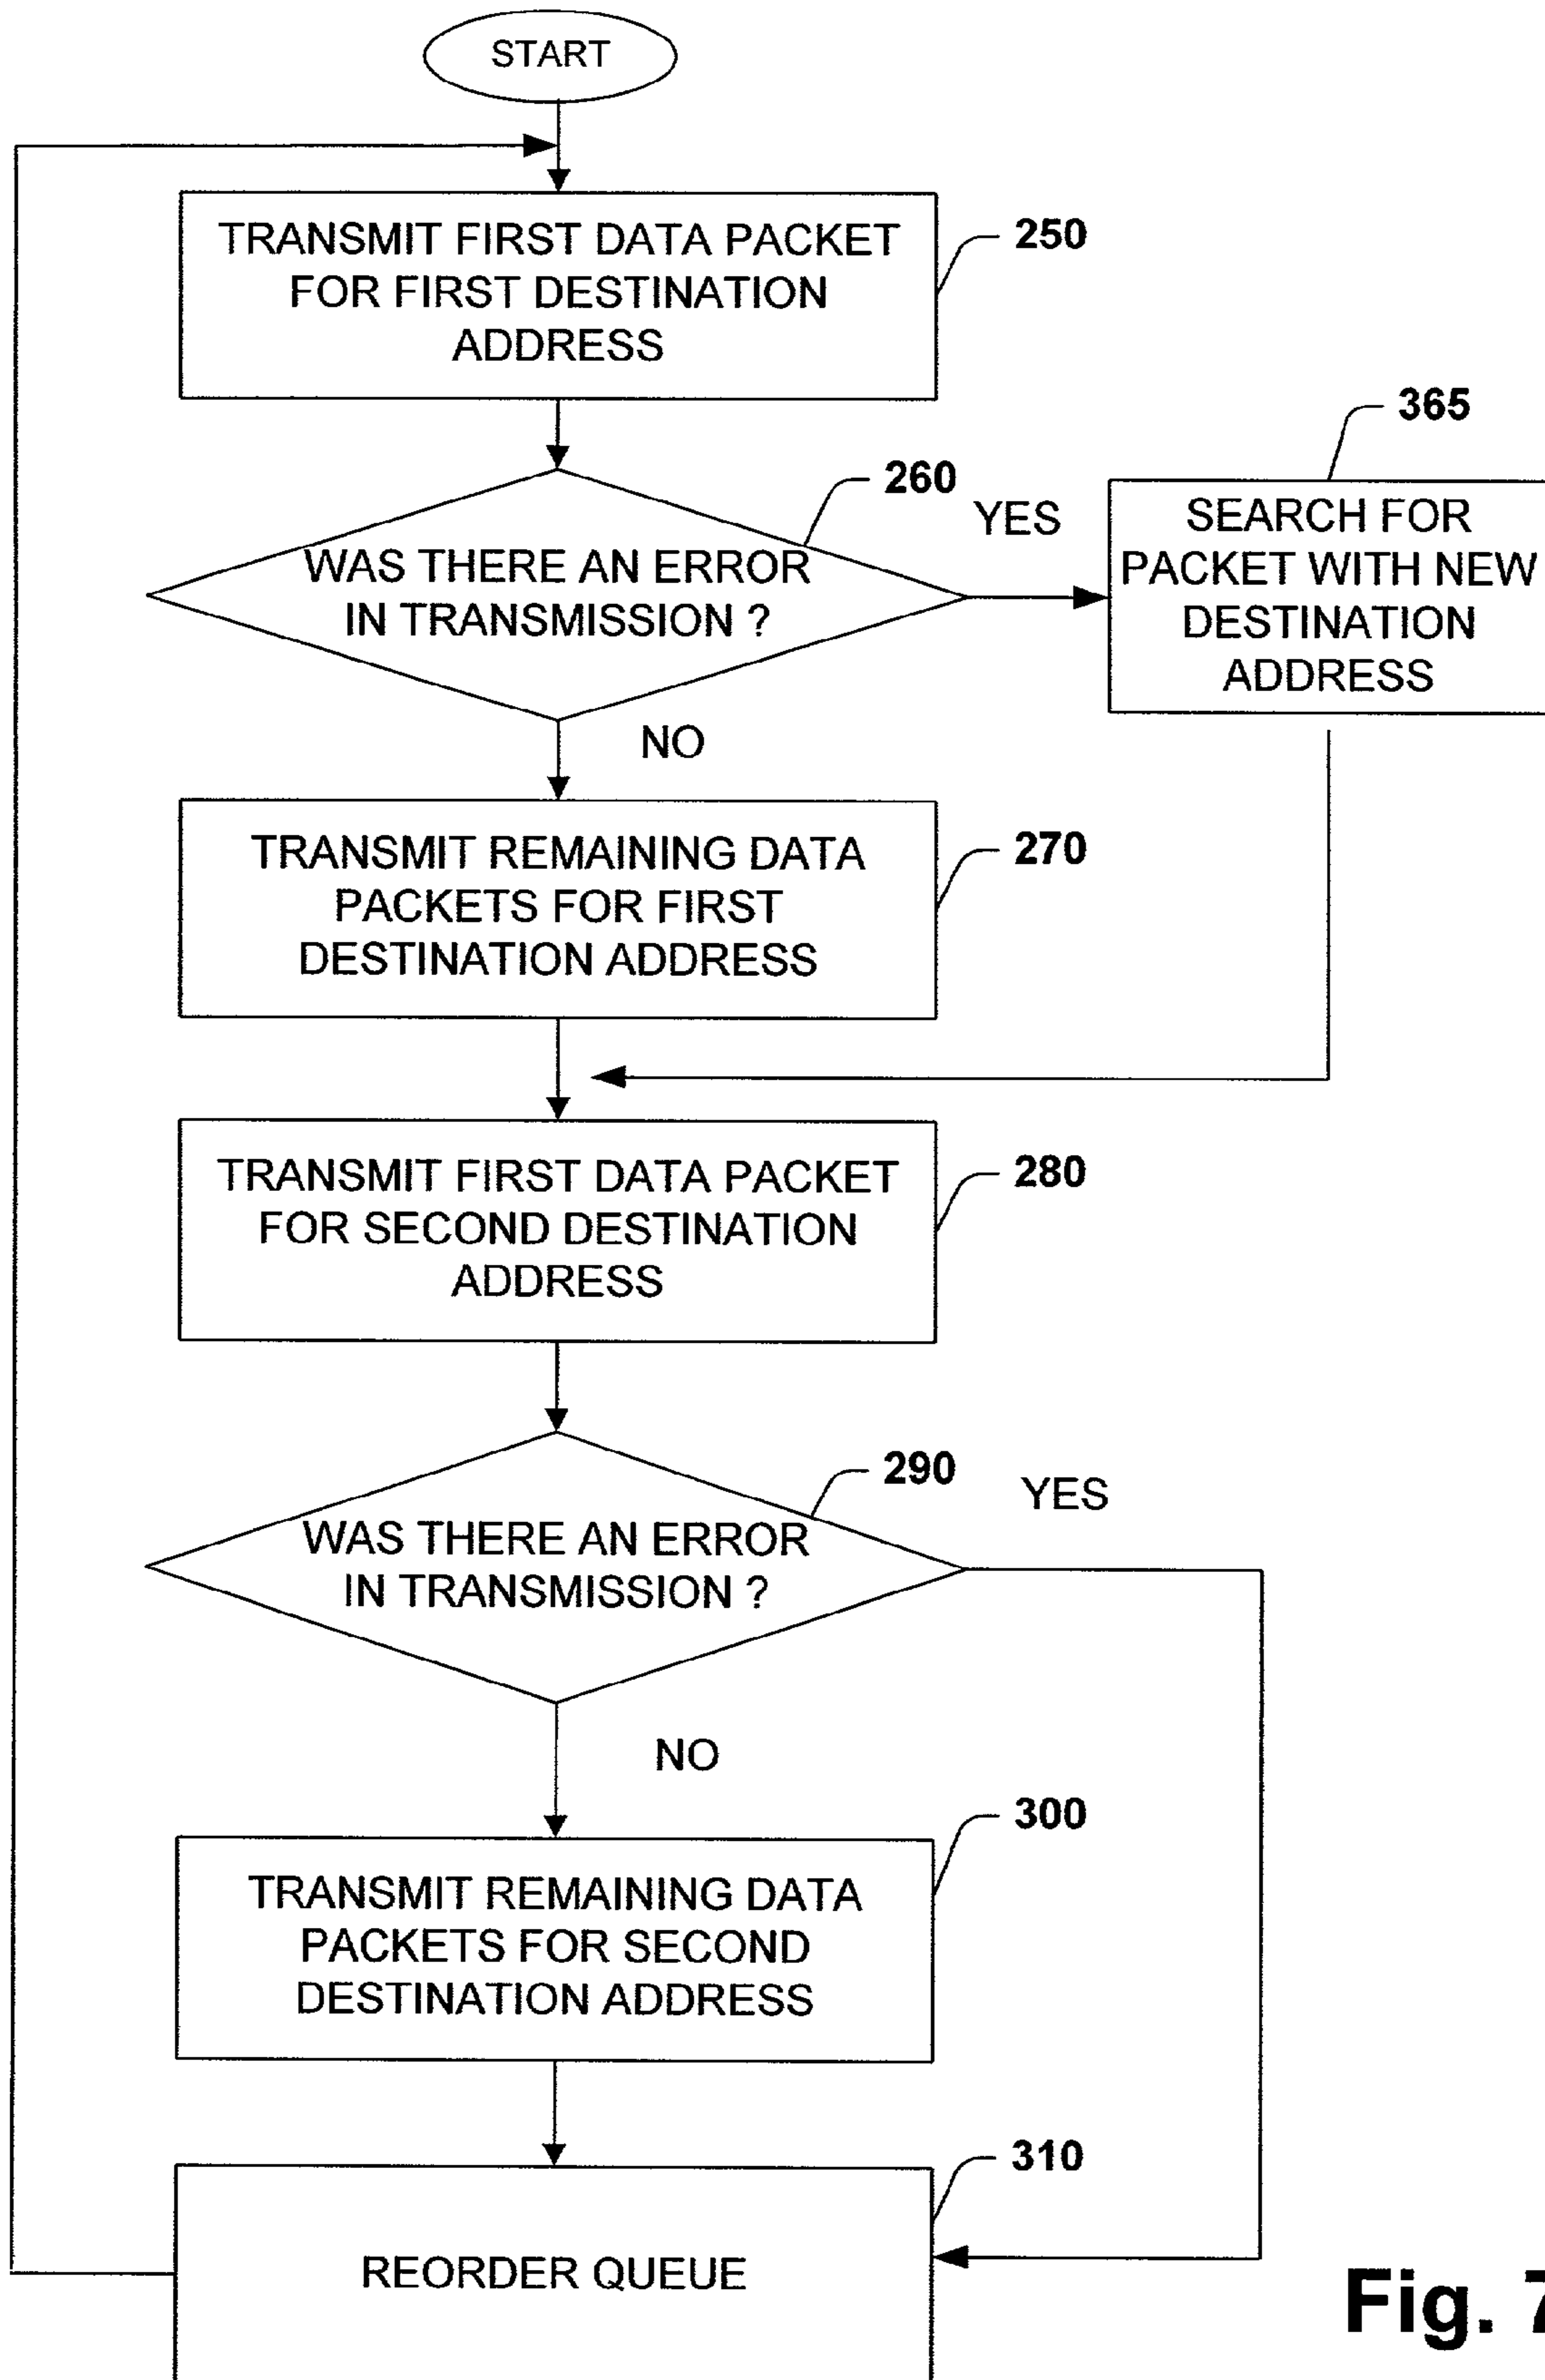 START
TRANSMIT FIRST DATA PACKET
FOR FIRST DESTINATION
ADDRESS
250
365
260
YES
WAS THERE AN ERROR
IN TRANSMISSION ?
SEARCH FOR
PACKET WITH NEW
DESTINATION
ADDRESS
NO
TRANSMIT REMAINING DATA
PACKETS FOR FIRST
DESTINATION ADDRESS
270
TRANSMIT FIRST DATA PACKET
FOR SECOND DESTINATION
ADDRESS
280
290
YES
WAS THERE AN ERROR
IN TRANSMISSION ?
NO
300
TRANSMIT REMAINING DATA
PACKETS FOR SECOND
DESTINATION ADDRESS
310
REORDER QUEUE
Fig. 7